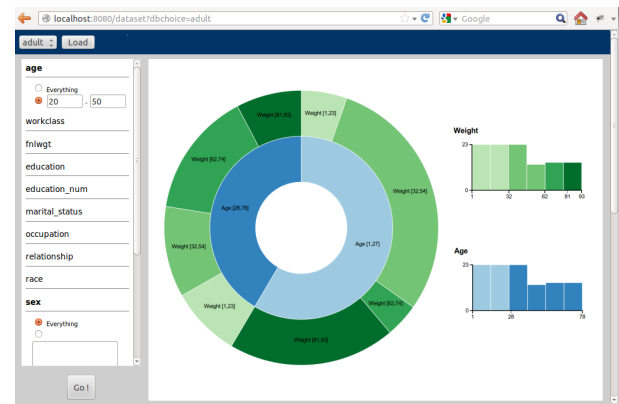 localhost:8080/dataset?dbchoice=adult
Google
adult
Load
age
Everything
20 - 50
workclass
fnlwgt
education
education_num
marital_status
occupation
relationship
race
sex
Everything
Go !
Weight [81,93]
Weight [1,23]
Weight [62,74]
Weight [32,54]
Age [28,78]
Age [1,27]
Weight [32,54]
Weight [1,23]
Weight [62,74]
Weight [81,93]
Weight
23
0
1 32 62 81 93
Age
23
0
1 28 78